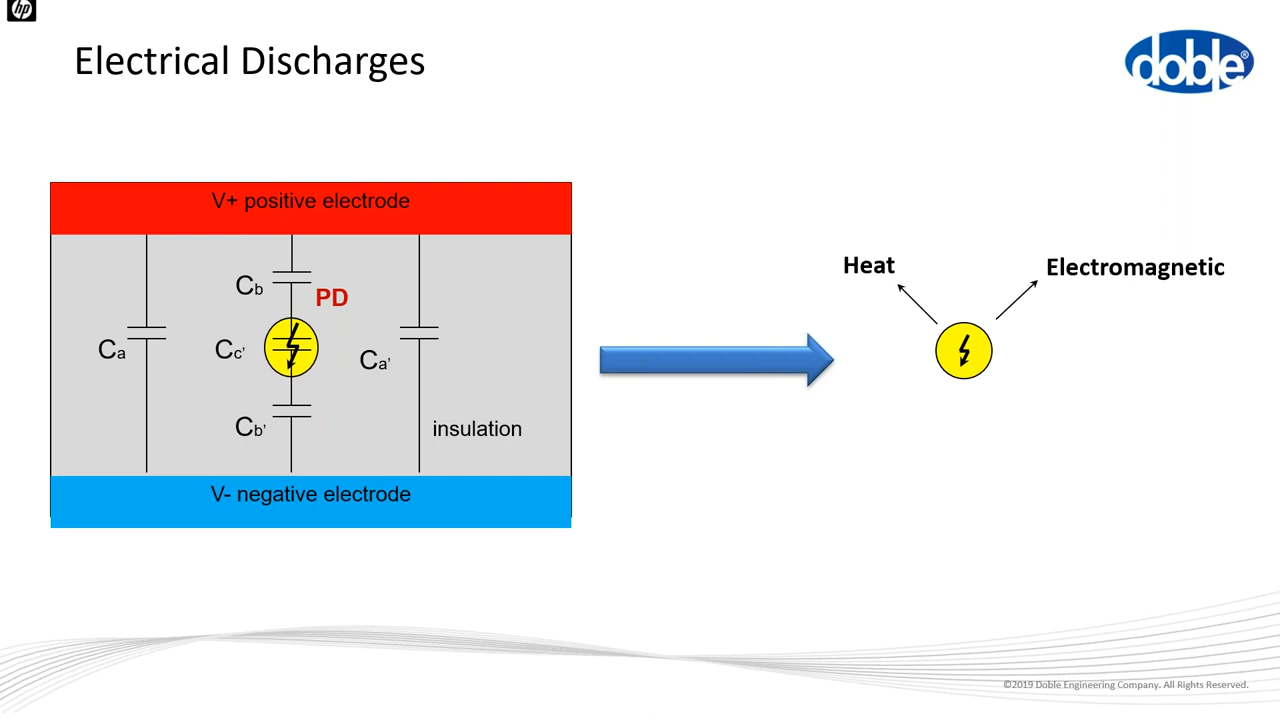 hp
Electrical Discharges
doble®
V+ positive electrode
Cb
PD
Ca
Cc'
Ca'
Cb'
insulation
V- negative electrode
Heat
Electromagnetic
©2019 Doble Engineering Company. All Rights Reserved.